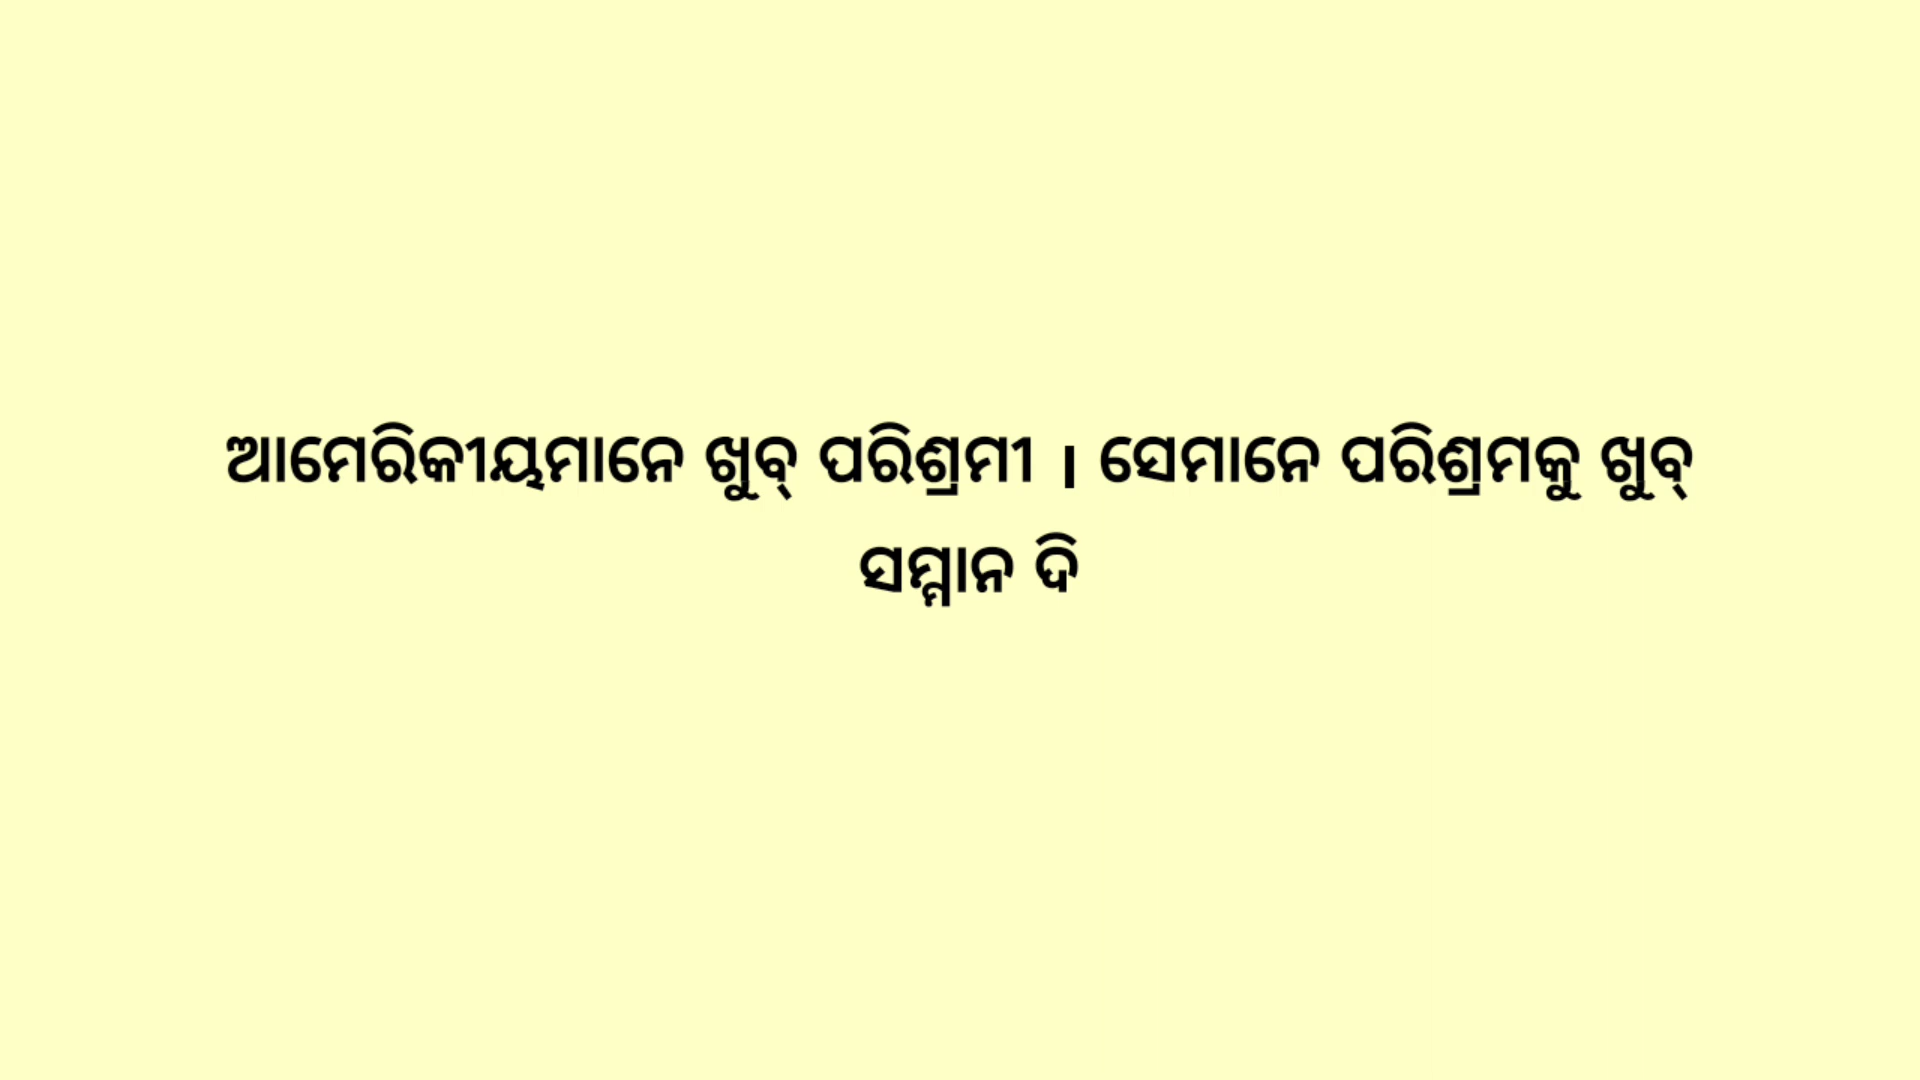 ଆମେରିକୀୟମାନେ ଖୁବ୍ ପରିଶ୍ରମୀ । ସେମାନେ ପରିଶ୍ରମକୁ ଖୁବ୍
ସମ୍ମାନ ଦି